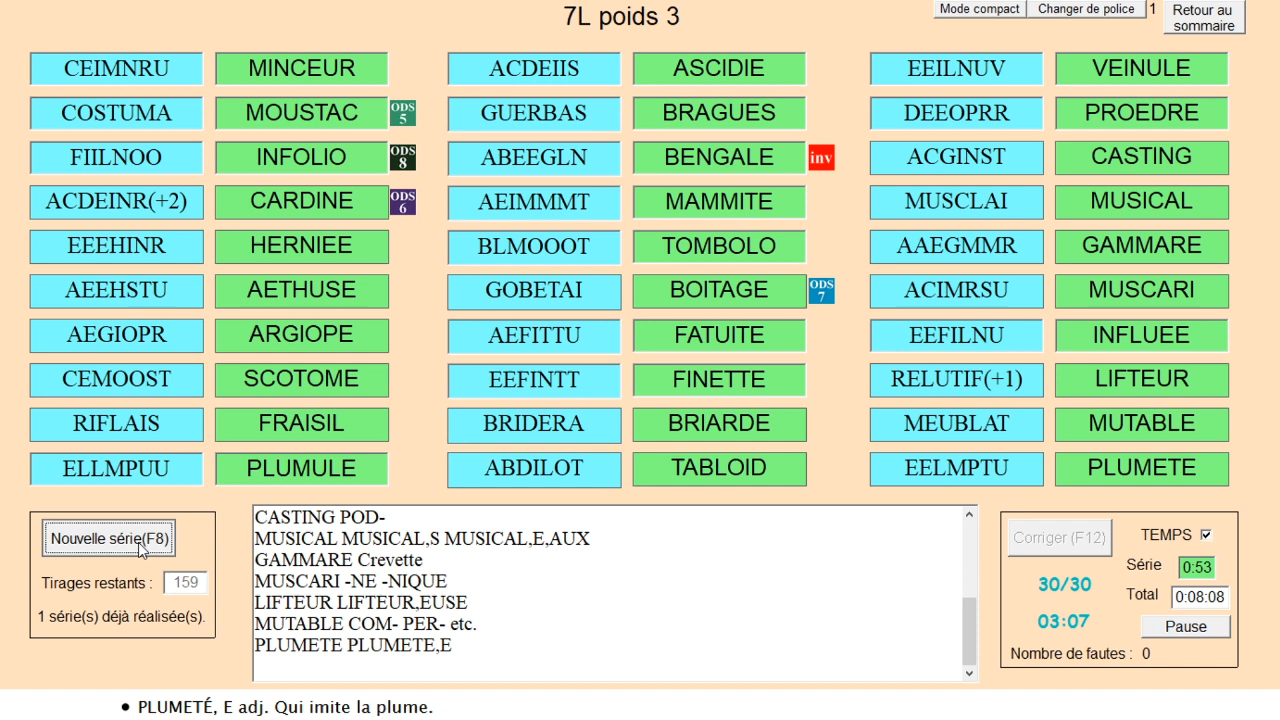 7L poids 3
Mode compact Changer de police 1 Retour au sommaire
CEIMNRU MINCEUR ACDEIIS ASCIDIE EEILNUV VEINULE
COSTUMA MOUSTAC ODS 5 GUERBAS BRAGUES DEEOPRR PROEDRE
FIILNOO INFOLIO ODS 8 ABEEGLN BENGALE inv ACGINST CASTING
ACDEINR(+2) CARDINE ODS 6 AEIMMMT MAMMITE MUSCLAI MUSICAL
EEEHINR HERNIEE BLMOOOT TOMBOLO AAEGMMR GAMMARE
AEEHSTU AETHUSE GOBETAI BOITAGE ODS 7 ACIMRSU MUSCARI
AEGIOPR ARGIOPE AEFITTU FATUITE EEFILNU INFLUEE
CEMOOST SCOTOME EEFINTT FINETTE RELUTIF(+1) LIFTEUR
RIFLAIS FRAISIL BRIDERA BRIARDE MEUBLAT MUTABLE
ELLMPUU PLUMULE ABDILOT TABLOID EELMPTU PLUMETE
Nouvelle série(F8)
Tirages restants : 159
1 série(s) déjà réalisée(s).
CASTING POD-
MUSICAL MUSICAL,S MUSICAL,E,AUX
GAMMARE Crevette
MUSCARI -NE -NIQUE
LIFTEUR LIFTEUR,EUSE
MUTABLE COM- PER- etc.
PLUMETE PLUMETE,E
Corriger (F12) TEMPS
Série 0:53
30/30
Total 0:08:08
03:07 Pause
Nombre de fautes : 0
• PLUMETÉ, E adj. Qui imite la plume.